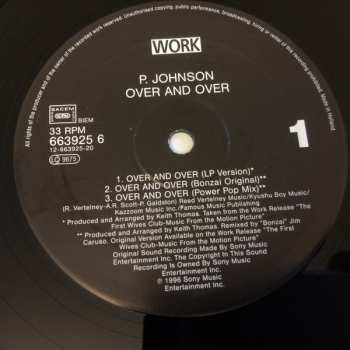 All rights of the producer and of the owner of the recorded work reserved. Unauthorised copying, public performance, broadcasting, hiring or rental of this recording prohibited. Made in Holland.
WORK
P. JOHNSON
OVER AND OVER
SACEM
BIEM
33 RPM
663925 6
12-663925-20
LC 9675
1
1. OVER AND OVER (LP Version)*
2. OVER AND OVER (Bonzai Original)**
3. OVER AND OVER (Power Pop Mix)**
(R. Vertelney-A.R. Scott-P. Galdston) Reed Vertelney Music/Kyushu Boy Music/
Kazzoom Music Inc./Famous Music Publishing
* Produced and Arranged by Keith Thomas. Taken from the Work Release "The
First Wives Club-Music From the Motion Picture"
** Produced and Arranged by Keith Thomas. Remixed by "Bonzai" Jim
Caruso. Original Version Available on the Work Release "The First
Wives Club-Music From the Motion Picture"
Original Sound Recording Made By Sony Music
Entertainment Inc. The Copyright In This Sound
Recording Is Owned By Sony Music
Entertainment Inc.
℗ 1996 Sony Music
Entertainment Inc.